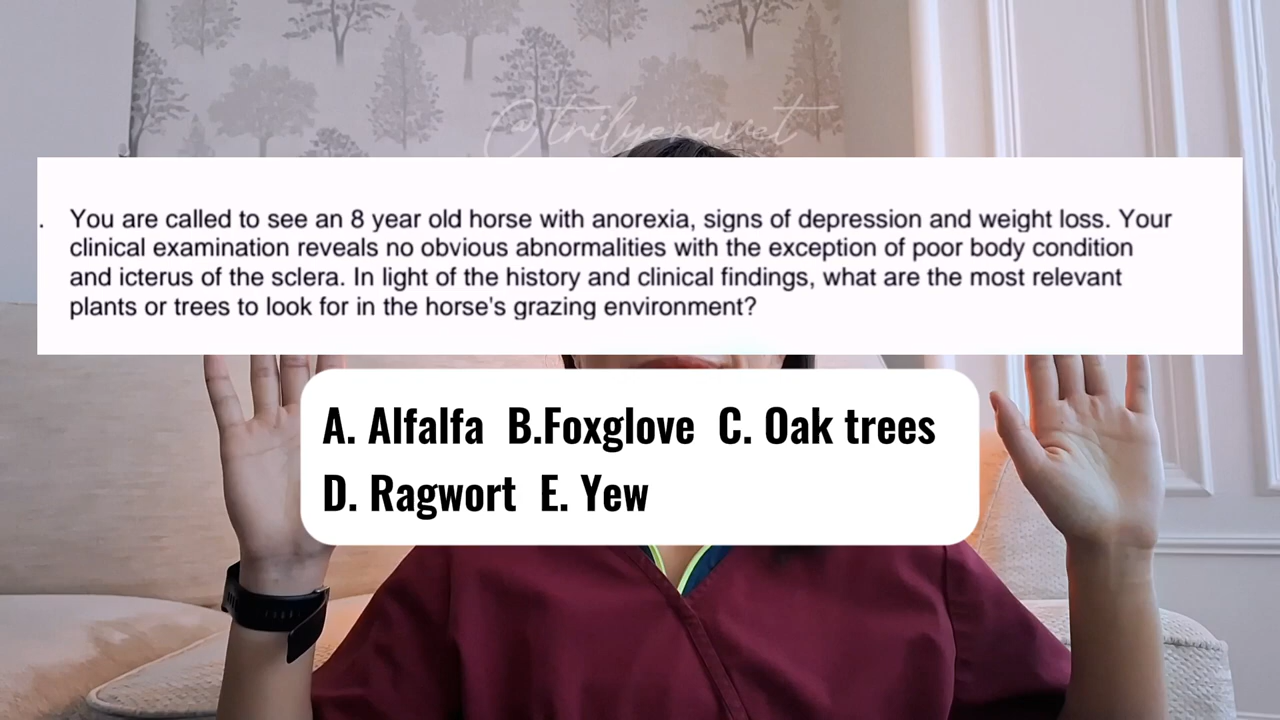 @tnilyenavet
. You are called to see an 8 year old horse with anorexia, signs of depression and weight loss. Your
clinical examination reveals no obvious abnormalities with the exception of poor body condition
and icterus of the sclera. In light of the history and clinical findings, what are the most relevant
plants or trees to look for in the horse's grazing environment?
A. Alfalfa B.Foxglove C. Oak trees
D. Ragwort E. Yew